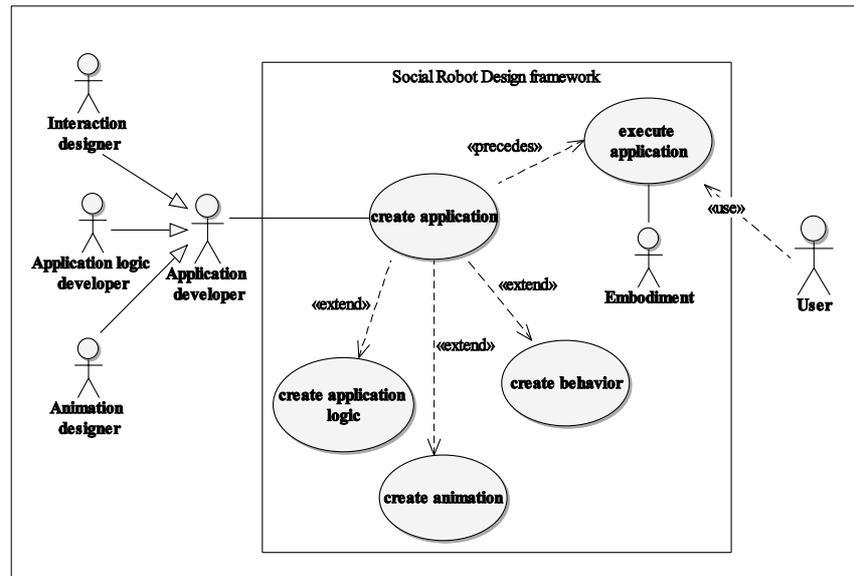 Social Robot Design framework
Interaction
designer
Application logic
developer
Animation
designer
Application
developer
create application
«precedes»
execute
application
«use»
Embodiment
User
«extend»
«extend»
«extend»
create application
logic
create animation
create behavior